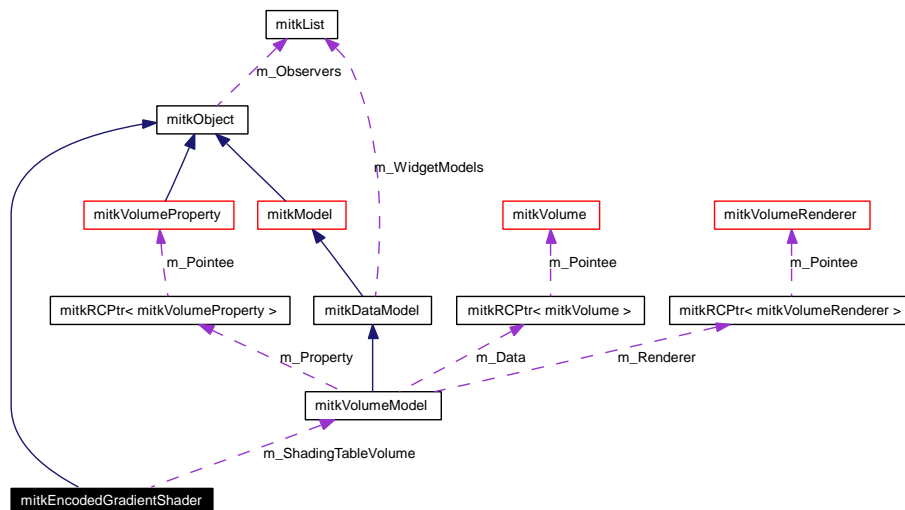 mitkList
m_Observers
mitkObject
m_WidgetModels
mitkVolumeProperty
mitkModel
mitkVolume
mitkVolumeRenderer
m_Pointee
m_Pointee
m_Pointee
mitkRCPtr< mitkVolumeProperty >
mitkDataModel
mitkRCPtr< mitkVolume >
mitkRCPtr< mitkVolumeRenderer >
m_Property
m_Data
m_Renderer
mitkVolumeModel
m_ShadingTableVolume
mitkEncodedGradientShader